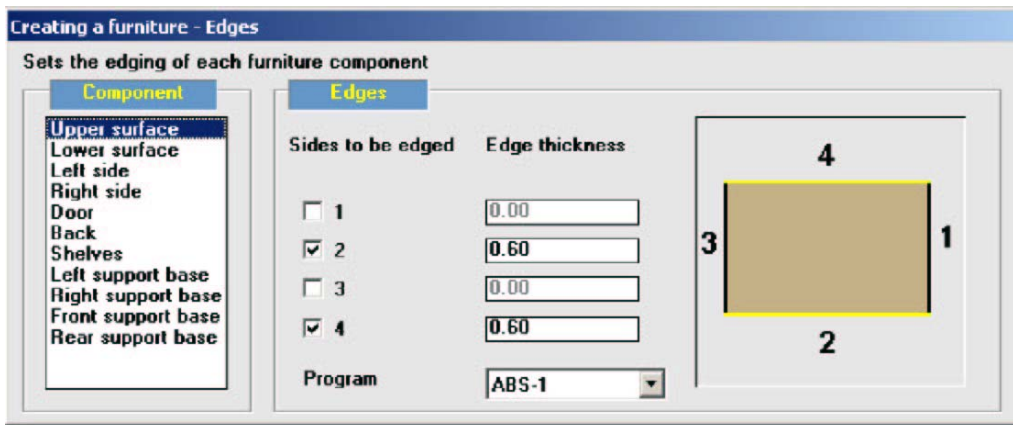 Creating a furniture - Edges
Sets the edging of each furniture component
Component
Upper surface
Lower surface
Left side
Right side
Door
Back
Shelves
Left support base
Right support base
Front support base
Rear support base
Edges
Sides to be edged Edge thickness
1 0.00
2 0.60
3 0.00
4 0.60
Program ABS-1
4
3 1
2